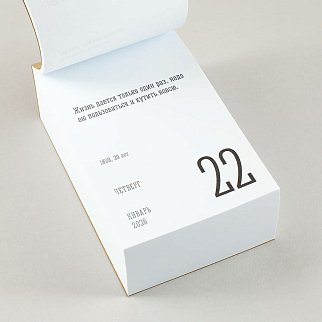 Жизнь дается только один раз, надо
ею пользоваться и кутить вовсю.
22
ЧЕТВЕРГ
ЯНВАРЬ
2026